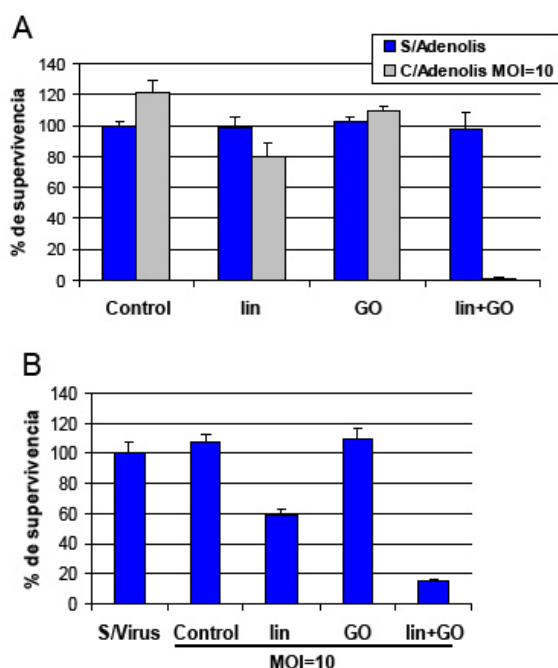 A
S/Adenolis
C/Adenolis MOI=10
% de supervivencia
140
120
100
80
60
40
20
0
Control lin GO lin+GO
B
% de supervivencia
140
120
100
80
60
40
20
0
S/Virus Control lin GO lin+GO
MOI=10